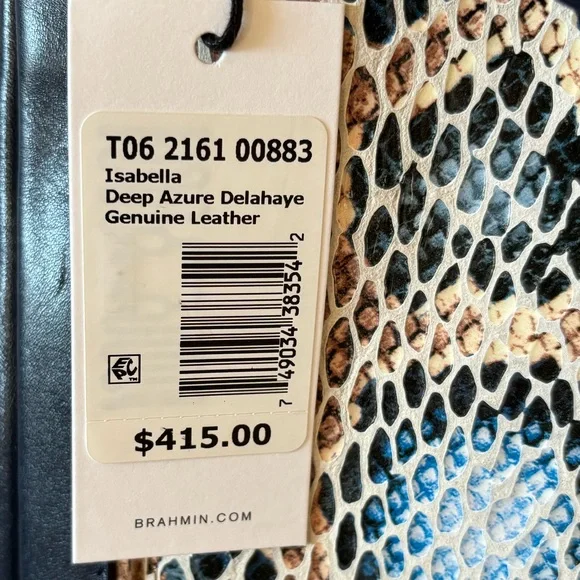 T06 2161 00883
Isabella
Deep Azure Delahaye
Genuine Leather
7 49034 38354 2
$415.00
BRAHMIN.COM